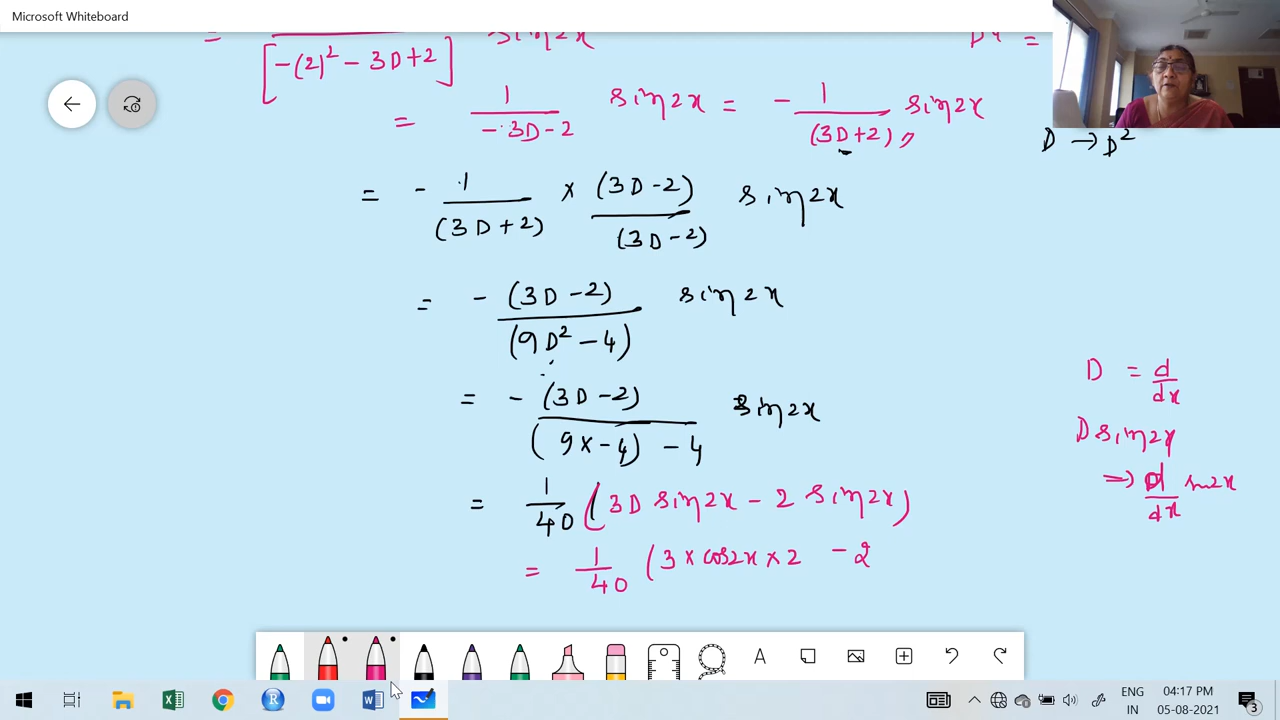 Microsoft Whiteboard
= [-(2)² - 3D+2] sin2x
= 1/(-3D-2) sin2x = - 1/(3D+2) sin2x
D → D²
= - 1/(3D+2) × (3D-2)/(3D-2) sin2x
= - (3D-2)/(9D²-4) sin2x
D = d/dx
= - (3D-2)/((9×-4) -4) sin2x
D sin2x
= 1/40 (3D sin2x - 2 sin2x)
⇒ d/dx sin2x
= 1/40 (3 × cos2x × 2 - 2
A
ENG
IN
04:17 PM
05-08-2021
3